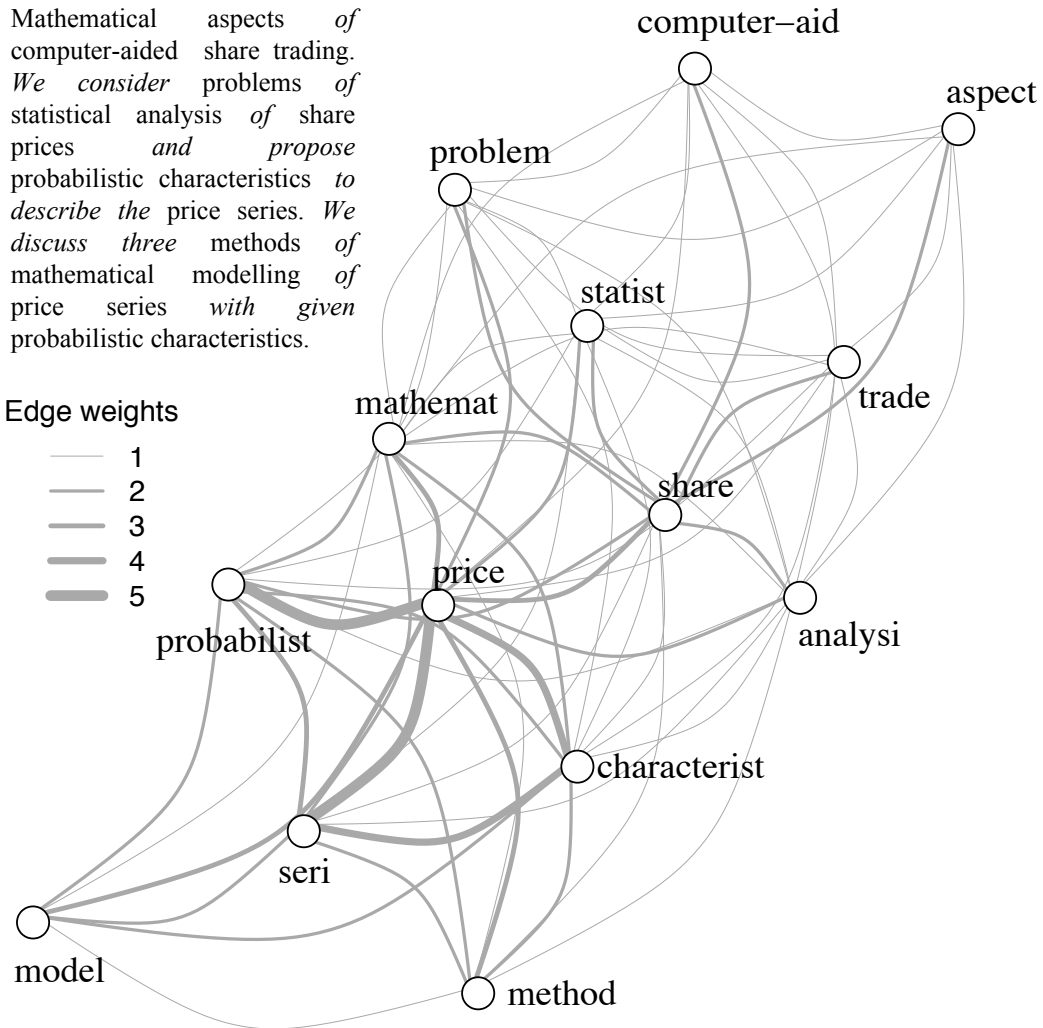 Mathematical aspects of
computer-aided share trading.
We consider problems of
statistical analysis of share
prices and propose
probabilistic characteristics to
describe the price series. We
discuss three methods of
mathematical modelling of
price series with given
probabilistic characteristics.
computer–aid
aspect
problem
statist
trade
mathemat
share
price
probabilist
analysi
characterist
seri
model
method
Edge weights
1
2
3
4
5